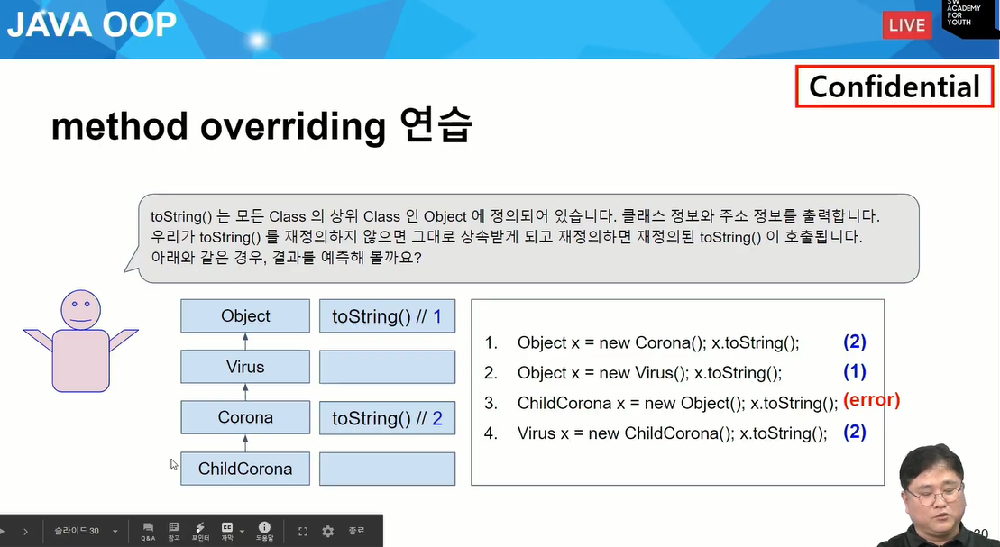 JAVA OOP
LIVE
SW
ACADEMY
FOR
YOUTH
Confidential
method overriding 연습
toString() 는 모든 Class 의 상위 Class 인 Object 에 정의되어 있습니다. 클래스 정보와 주소 정보를 출력합니다.
우리가 toString() 를 재정의하지 않으면 그대로 상속받게 되고 재정의하면 재정의된 toString() 이 호출됩니다.
아래와 같은 경우, 결과를 예측해 볼까요?
Object
toString() // 1
Virus
Corona
toString() // 2
ChildCorona
1. Object x = new Corona(); x.toString(); (2)
2. Object x = new Virus(); x.toString(); (1)
3. ChildCorona x = new Object(); x.toString(); (error)
4. Virus x = new ChildCorona(); x.toString(); (2)
슬라이드 30
Q&A
참고
포인터
자막
도움말
종료
30